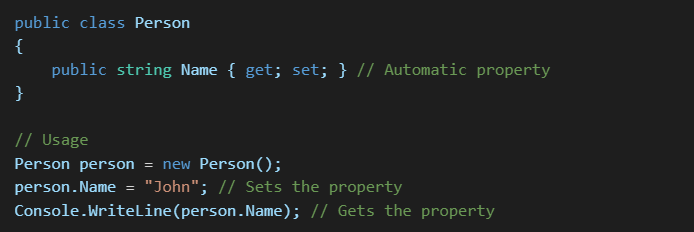 public class Person
{
    public string Name { get; set; } // Automatic property
}

// Usage
Person person = new Person();
person.Name = "John"; // Sets the property
Console.WriteLine(person.Name); // Gets the property